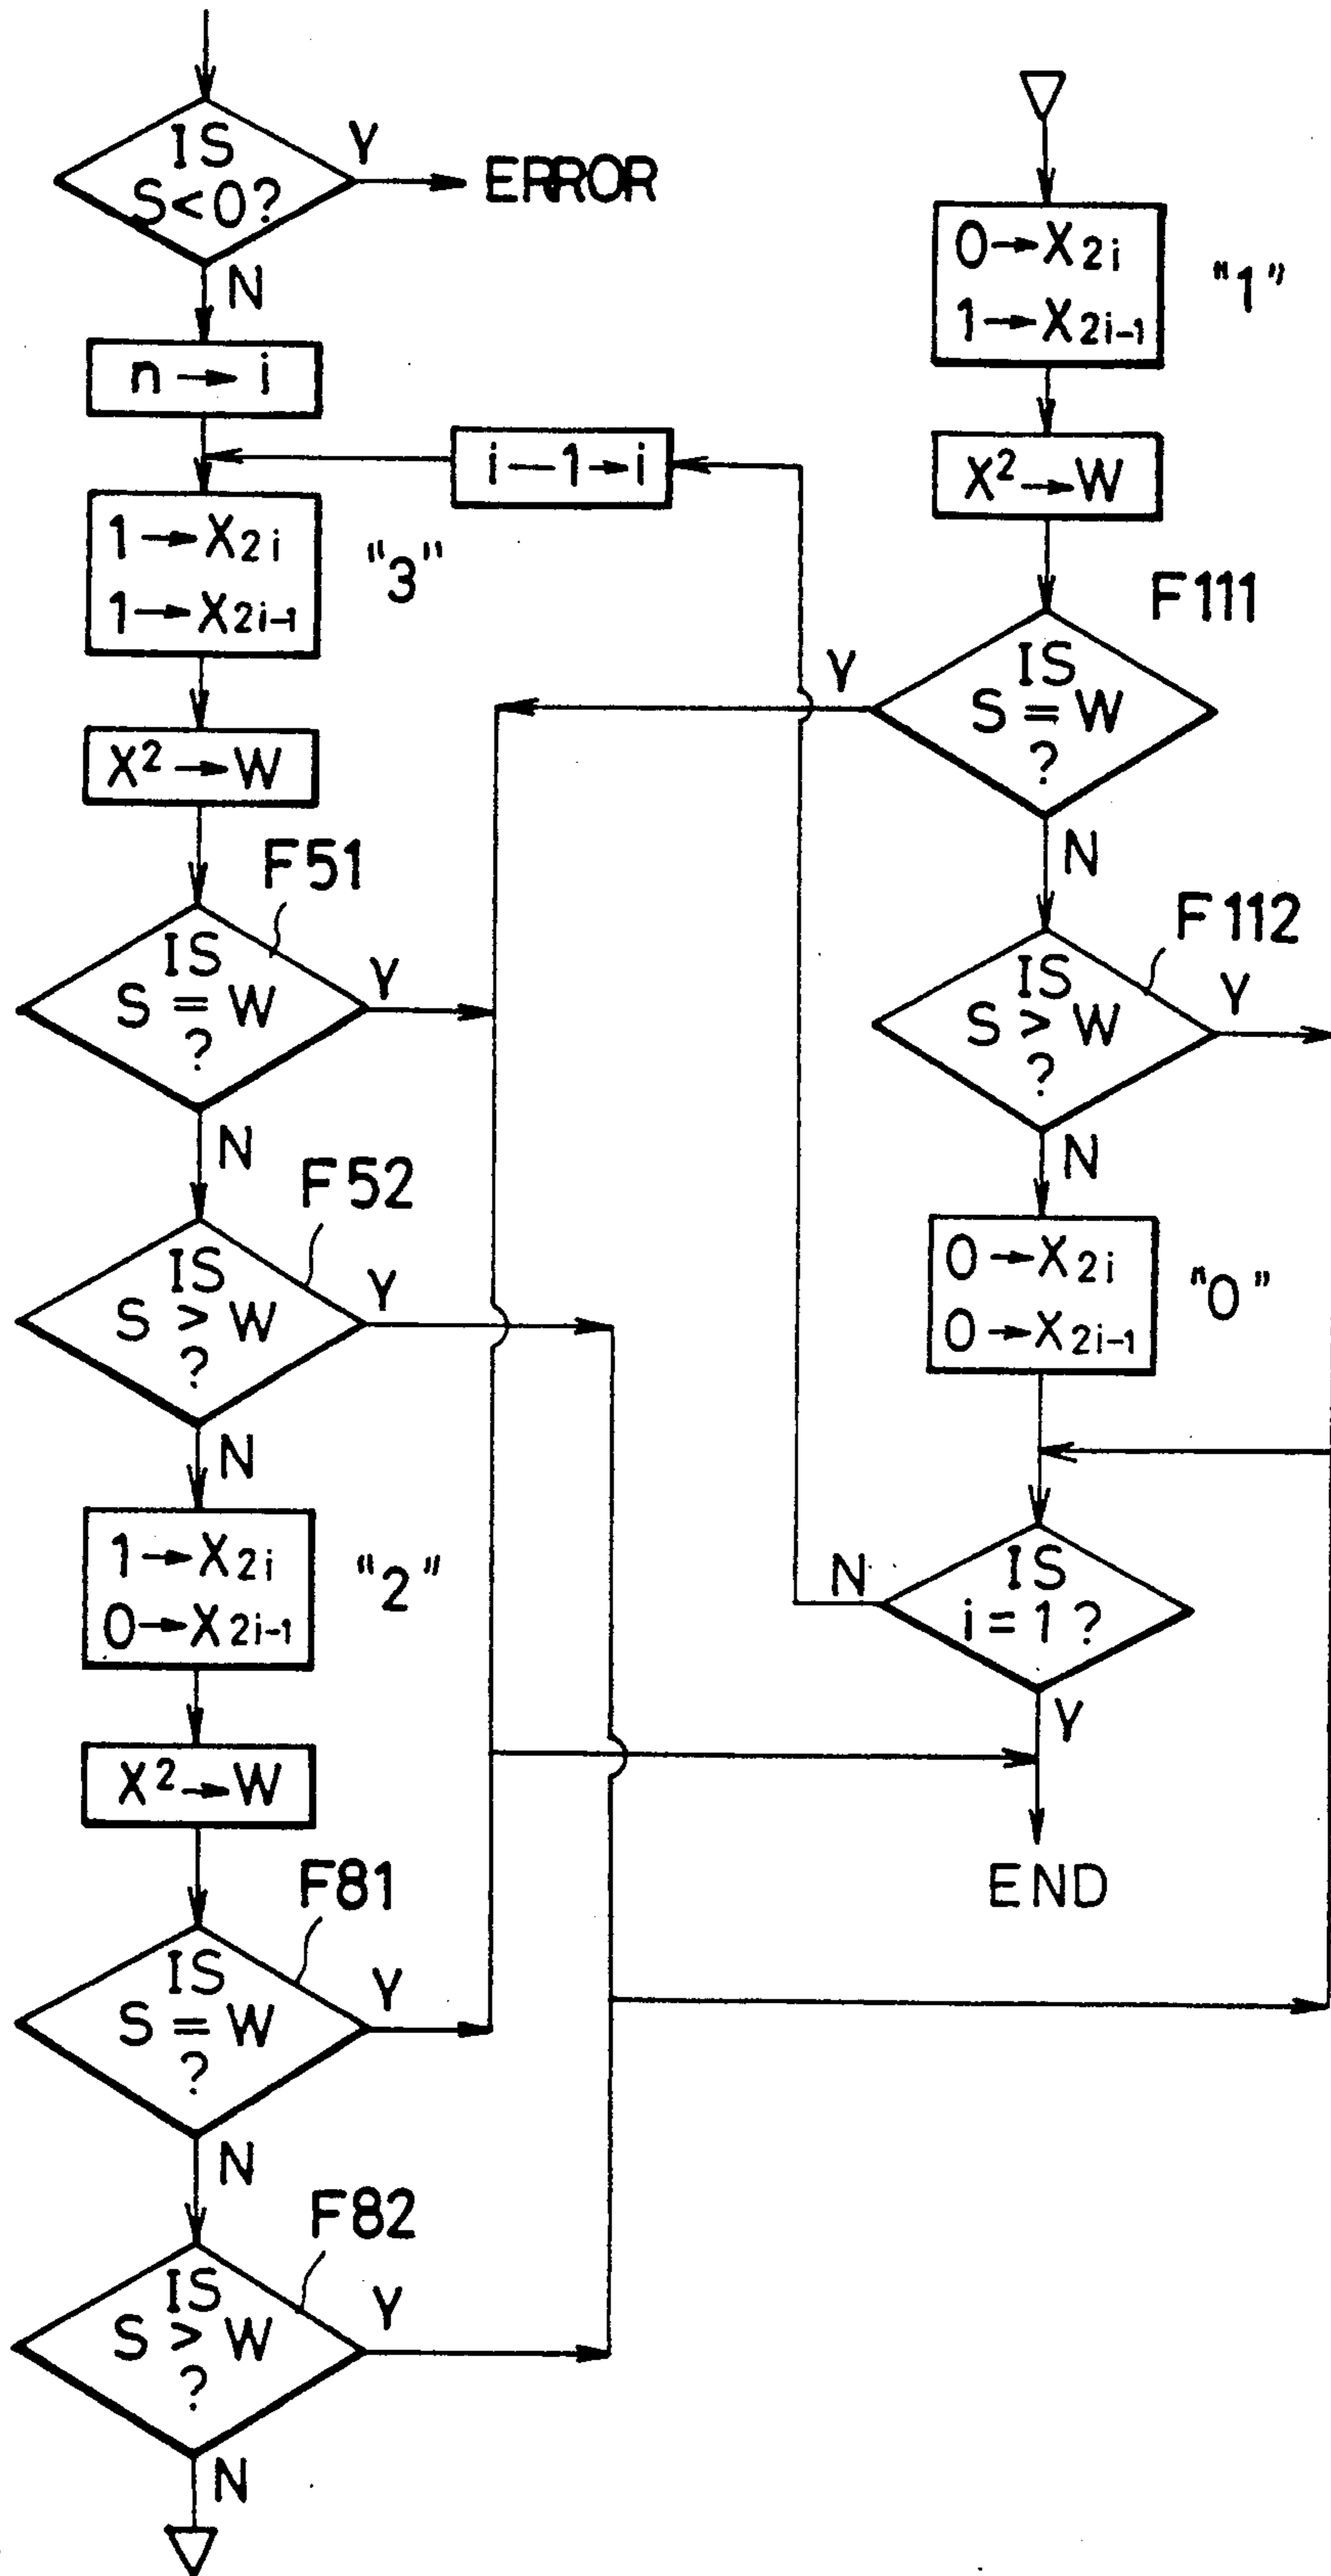 IS
S<0?
Y
ERROR
N
n → i
i—1→i
1→X2i
1→X2i-1
"3"
X²→W
F51
IS
S = W
?
Y
N
F52
IS
S > W
?
Y
N
1→X2i
0→X2i-1
"2"
X²→W
F81
IS
S = W
?
Y
N
F82
IS
S > W
?
Y
N
0→X2i
1→X2i-1
"1"
X²→W
F111
IS
S = W
?
Y
N
F112
IS
S > W
?
Y
N
0→X2i
0→X2i-1
"0"
IS
i = 1 ?
N
Y
END